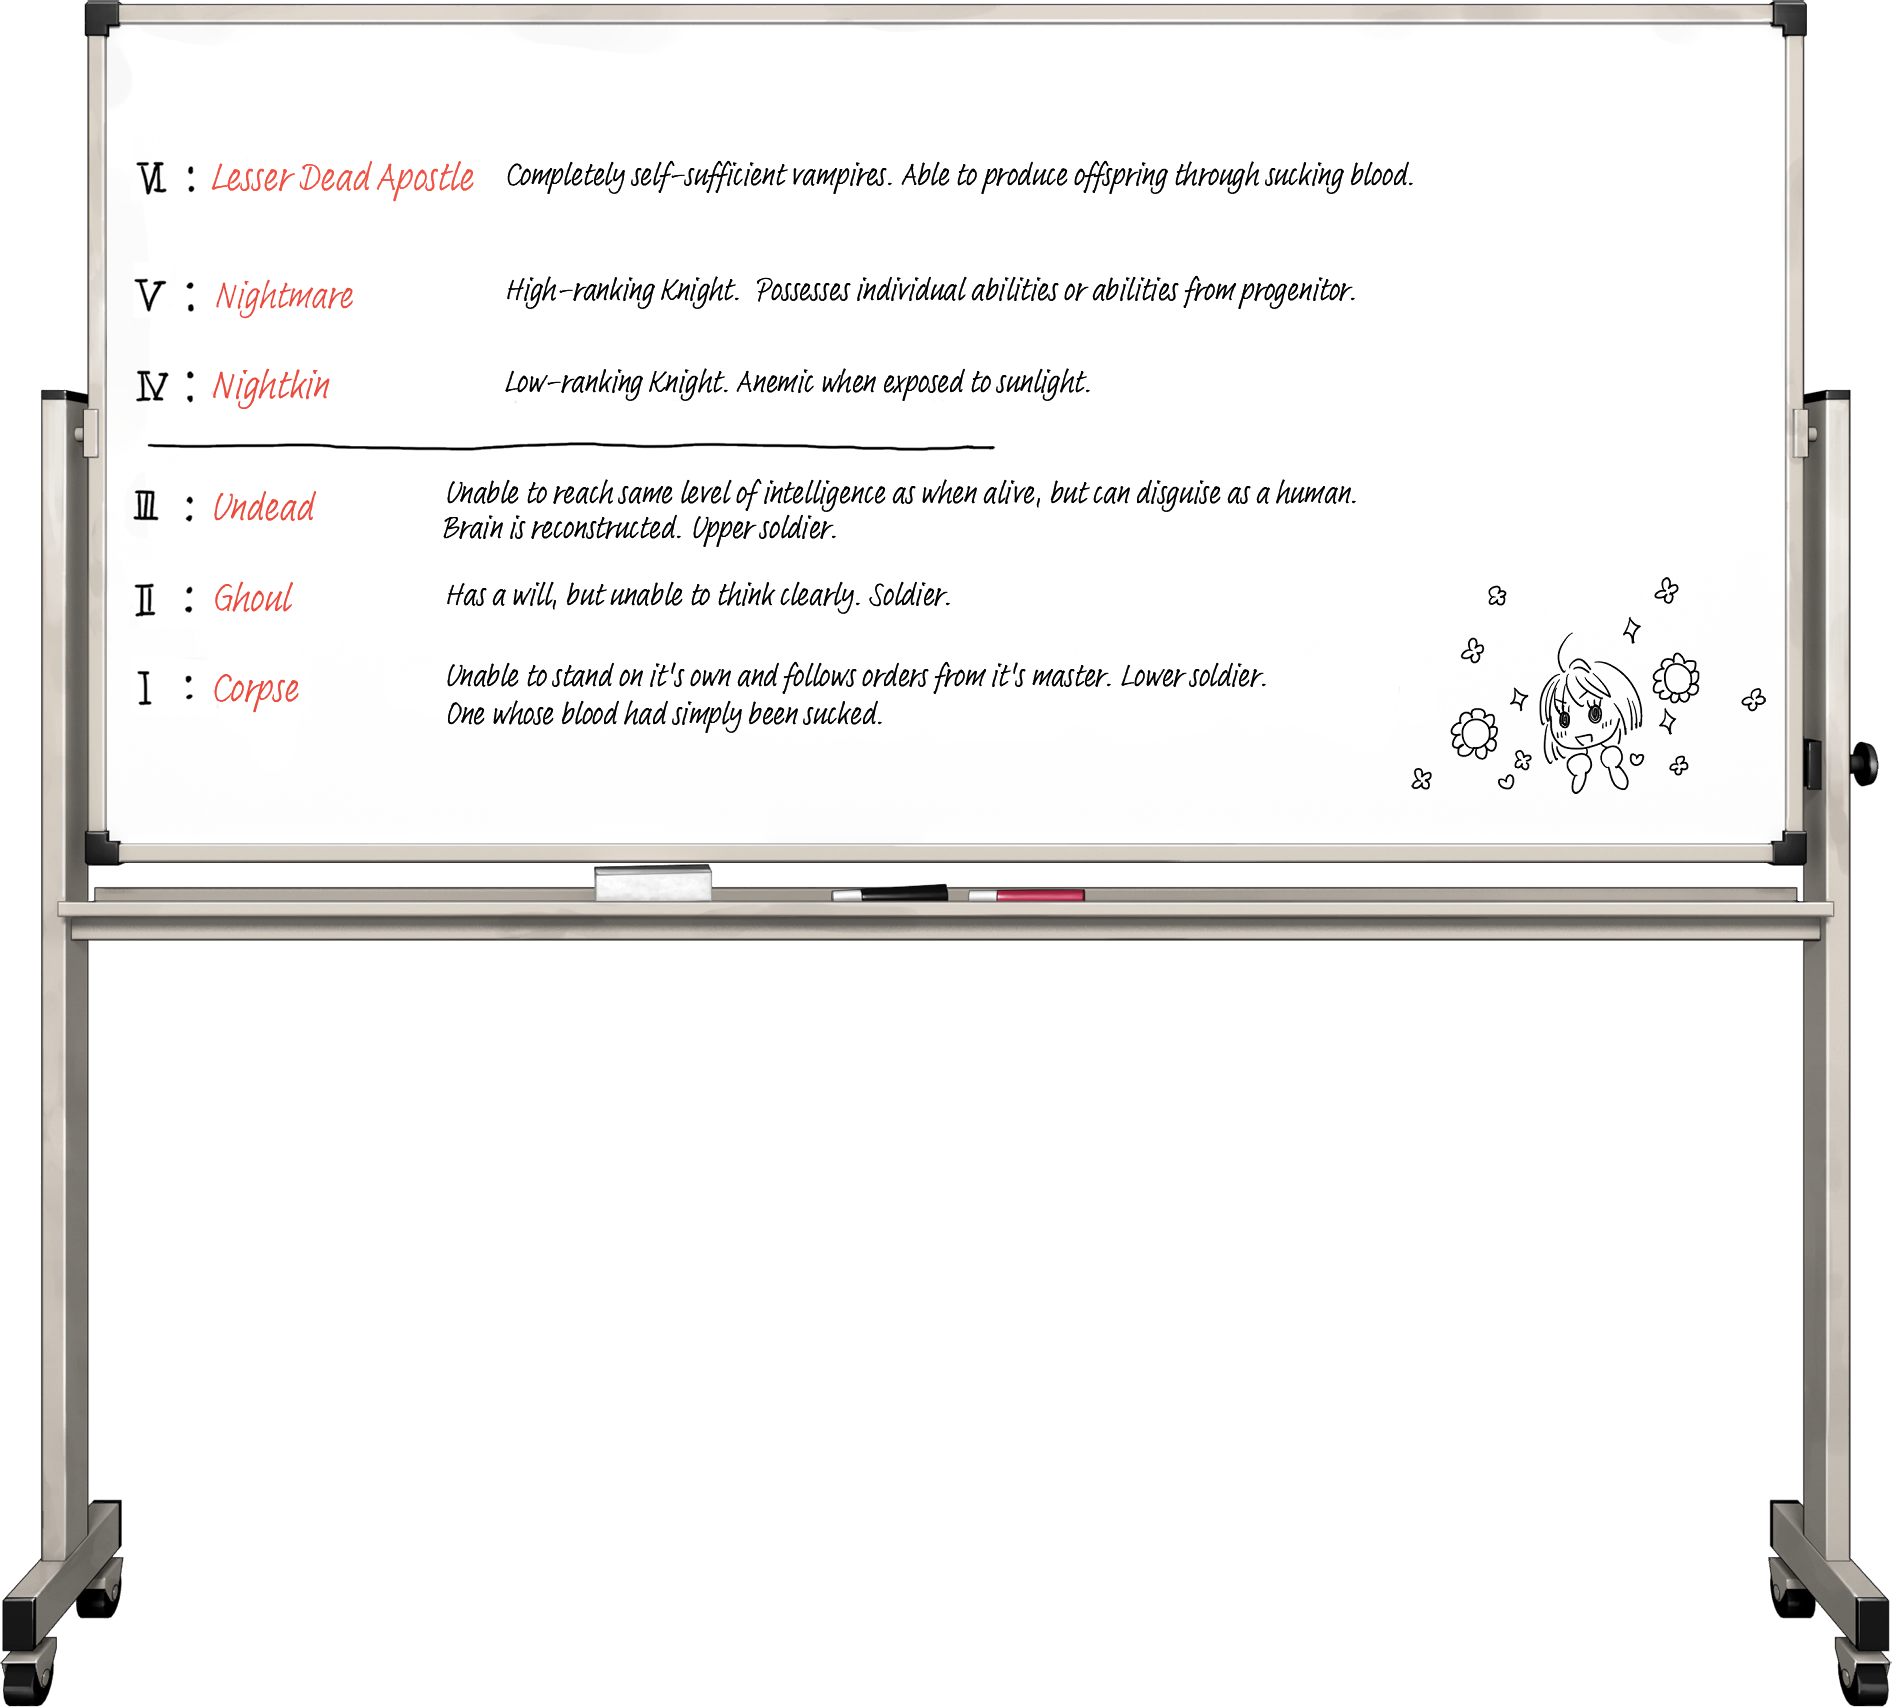 VI : Lesser Dead Apostle Completely self-sufficient vampires. Able to produce offspring through sucking blood.
V : Nightmare High-ranking Knight. Possesses individual abilities or abilities from progenitor.
IV : Nightkin Low-ranking Knight. Anemic when exposed to sunlight.
III : Undead Unable to reach same level of intelligence as when alive, but can disguise as a human.
Brain is reconstructed. Upper soldier.
II : Ghoul Has a will, but unable to think clearly. Soldier.
I : Corpse Unable to stand on it's own and follows orders from it's master. Lower soldier.
One whose blood had simply been sucked.